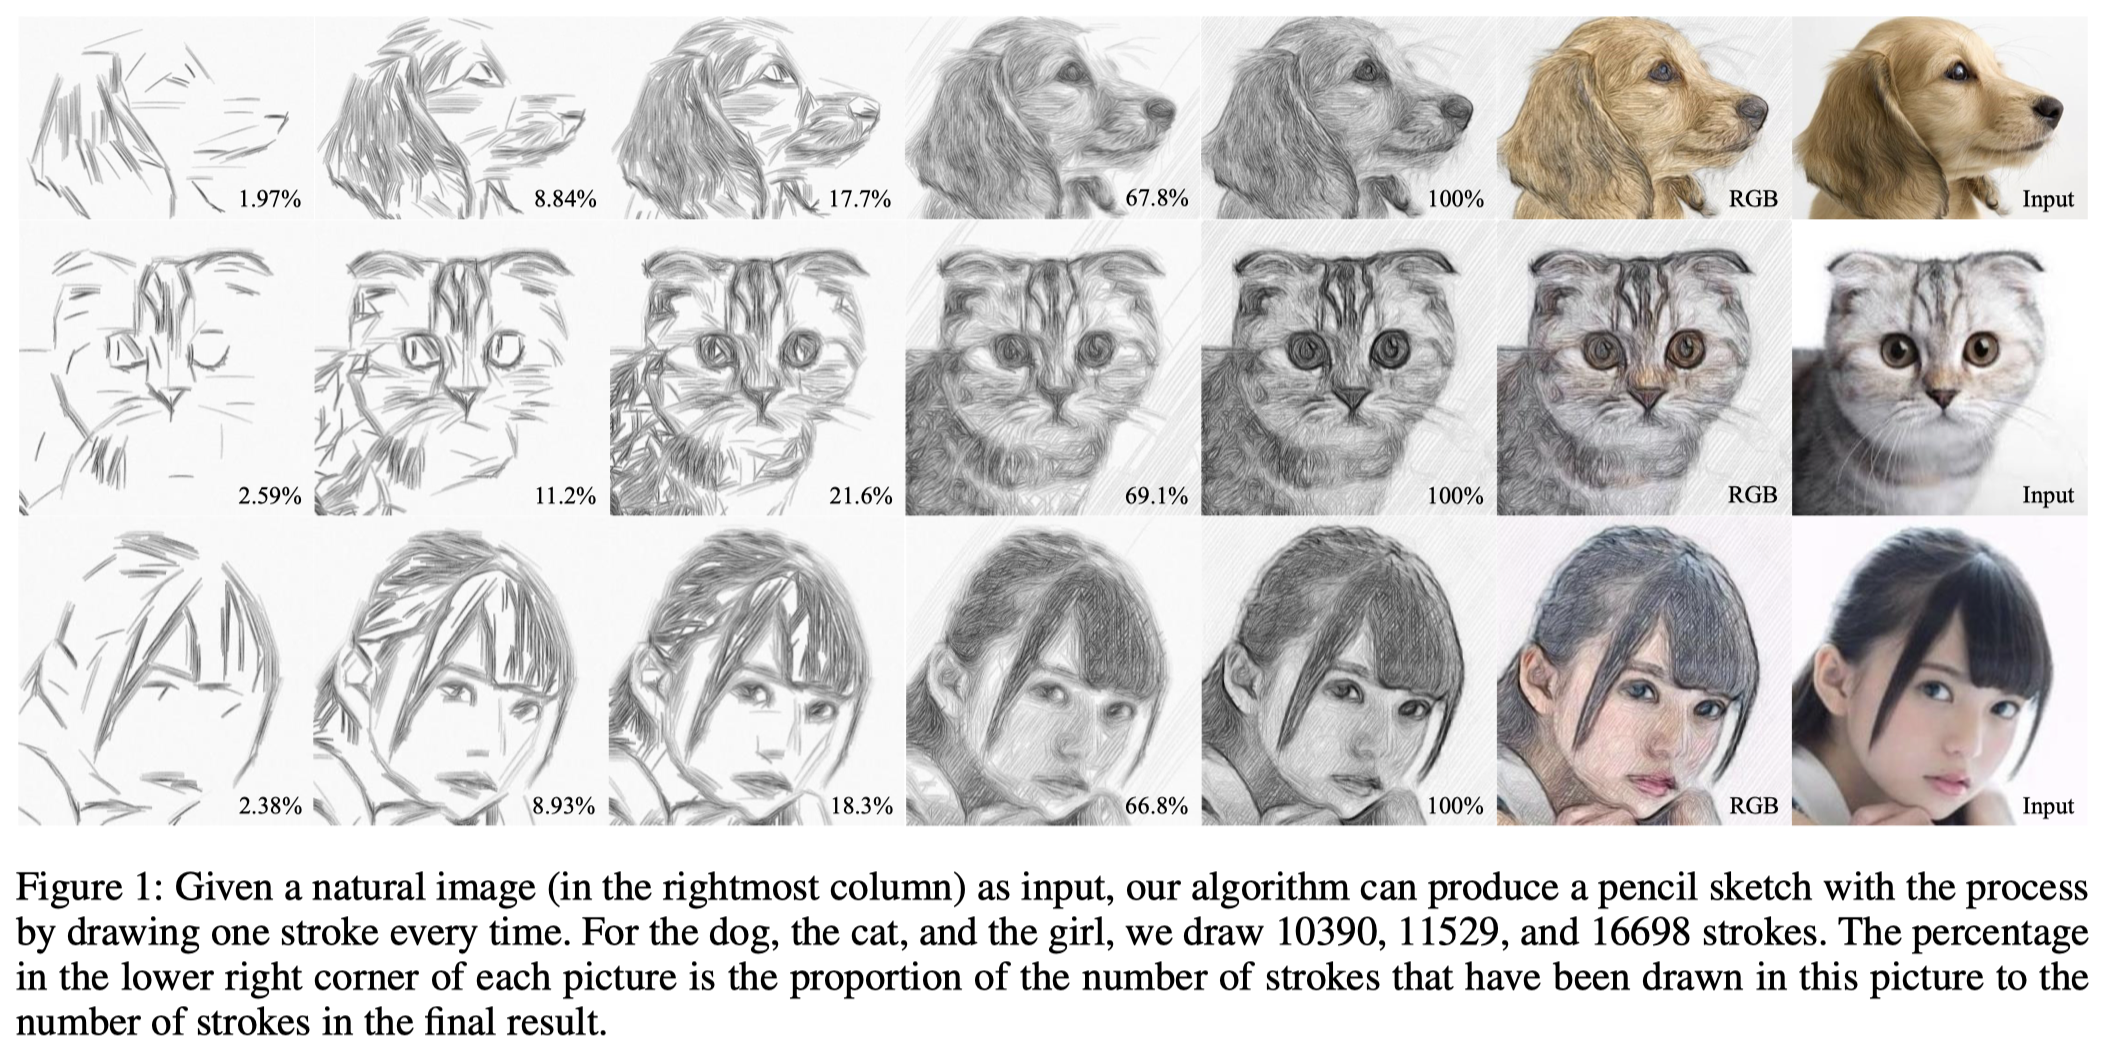 1.97% 8.84% 17.7% 67.8% 100% RGB Input
2.59% 11.2% 21.6% 69.1% 100% RGB Input
2.38% 8.93% 18.3% 66.8% 100% RGB Input
Figure 1: Given a natural image (in the rightmost column) as input, our algorithm can produce a pencil sketch with the process
by drawing one stroke every time. For the dog, the cat, and the girl, we draw 10390, 11529, and 16698 strokes. The percentage
in the lower right corner of each picture is the proportion of the number of strokes that have been drawn in this picture to the
number of strokes in the final result.